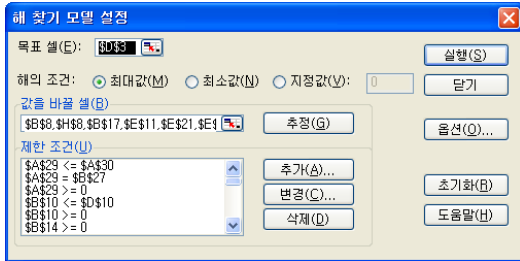 해 찾기 모델 설정
목표 셀(E): $D$3
실행(S)
해의 조건: 최대값(M) 최소값(N) 지정값(V): 0
닫기
값을 바꿀 셀(B)
$B$8,$H$8,$B$17,$E$11,$E$21,$E$ 추정(G)
옵션(O)...
제한 조건(U)
$A$29 <= $A$30
$A$29 = $B$27
$A$29 >= 0
$B$10 <= $D$10
$B$10 >= 0
$B$14 >= 0
추가(A)...
변경(C)...
삭제(D)
초기화(R)
도움말(H)